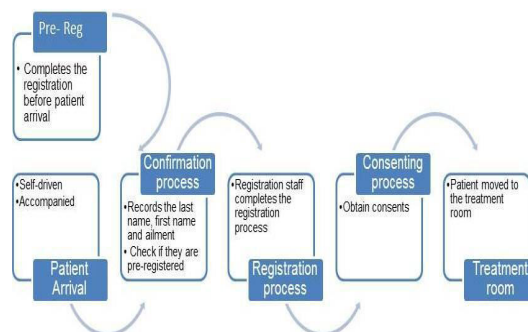 Pre- Reg
• Completes the
registration
before patient
arrival
•Self-driven
•Accompanied
Patient
Arrival
Confirmation
process
•Records the last
name, first name
and ailment
• Check if they are
pre-registered
•Registration staff
completes the
registration
process
Registration
process
Consenting
process
•Obtain consents
•Patient moved to
the treatment
room
Treatment
room